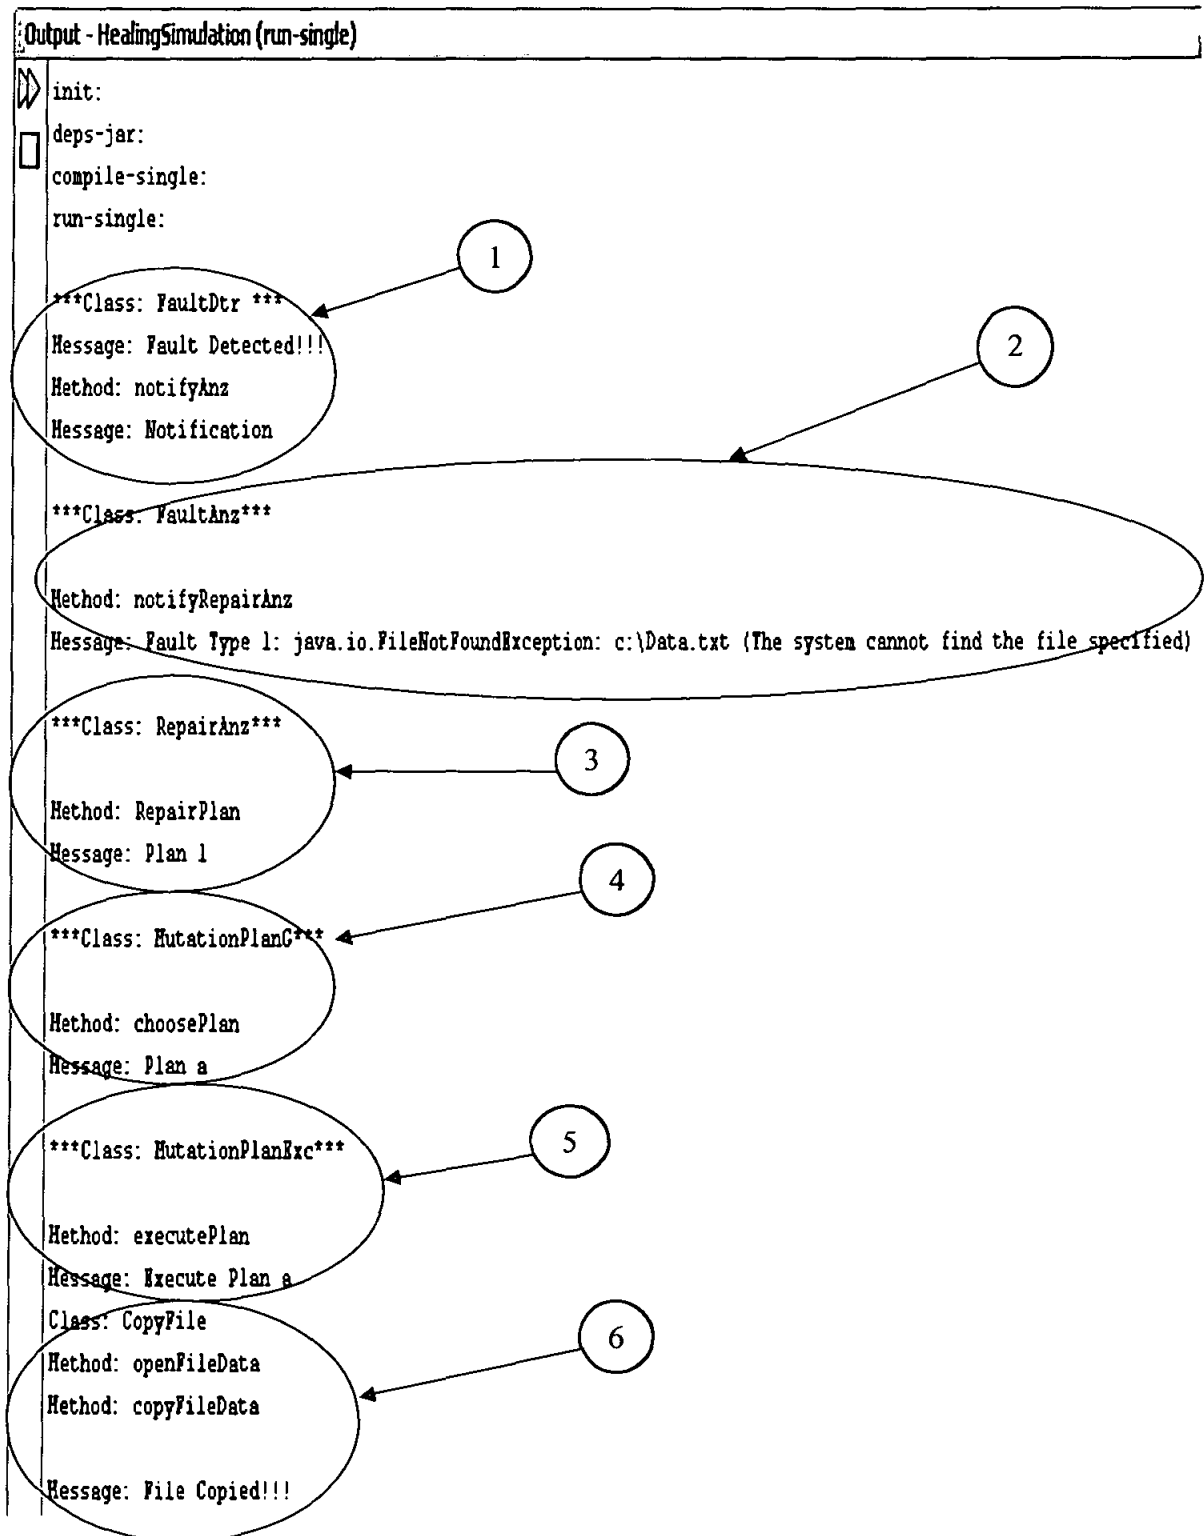 Output - HealingSimulation (run-single)
init:
deps-jar:
compile-single:
run-single:
1
***Class: FaultDtr ***
Message: Fault Detected!!!
2
Method: notifyAnz
Message: Notification
***Class: FaultAnz***
Method: notifyRepairAnz
Message: Fault Type 1: java.io.FileNotFoundException: c:\Data.txt (The system cannot find the file specified)
***Class: RepairAnz***
3
Method: RepairPlan
Message: Plan 1
4
***Class: MutationPlanG***
Method: choosePlan
Message: Plan a
***Class: MutationPlanExc***
5
Method: executePlan
Message: Execute Plan a
Class: CopyFile
6
Method: openFileData
Method: copyFileData
Message: File Copied!!!